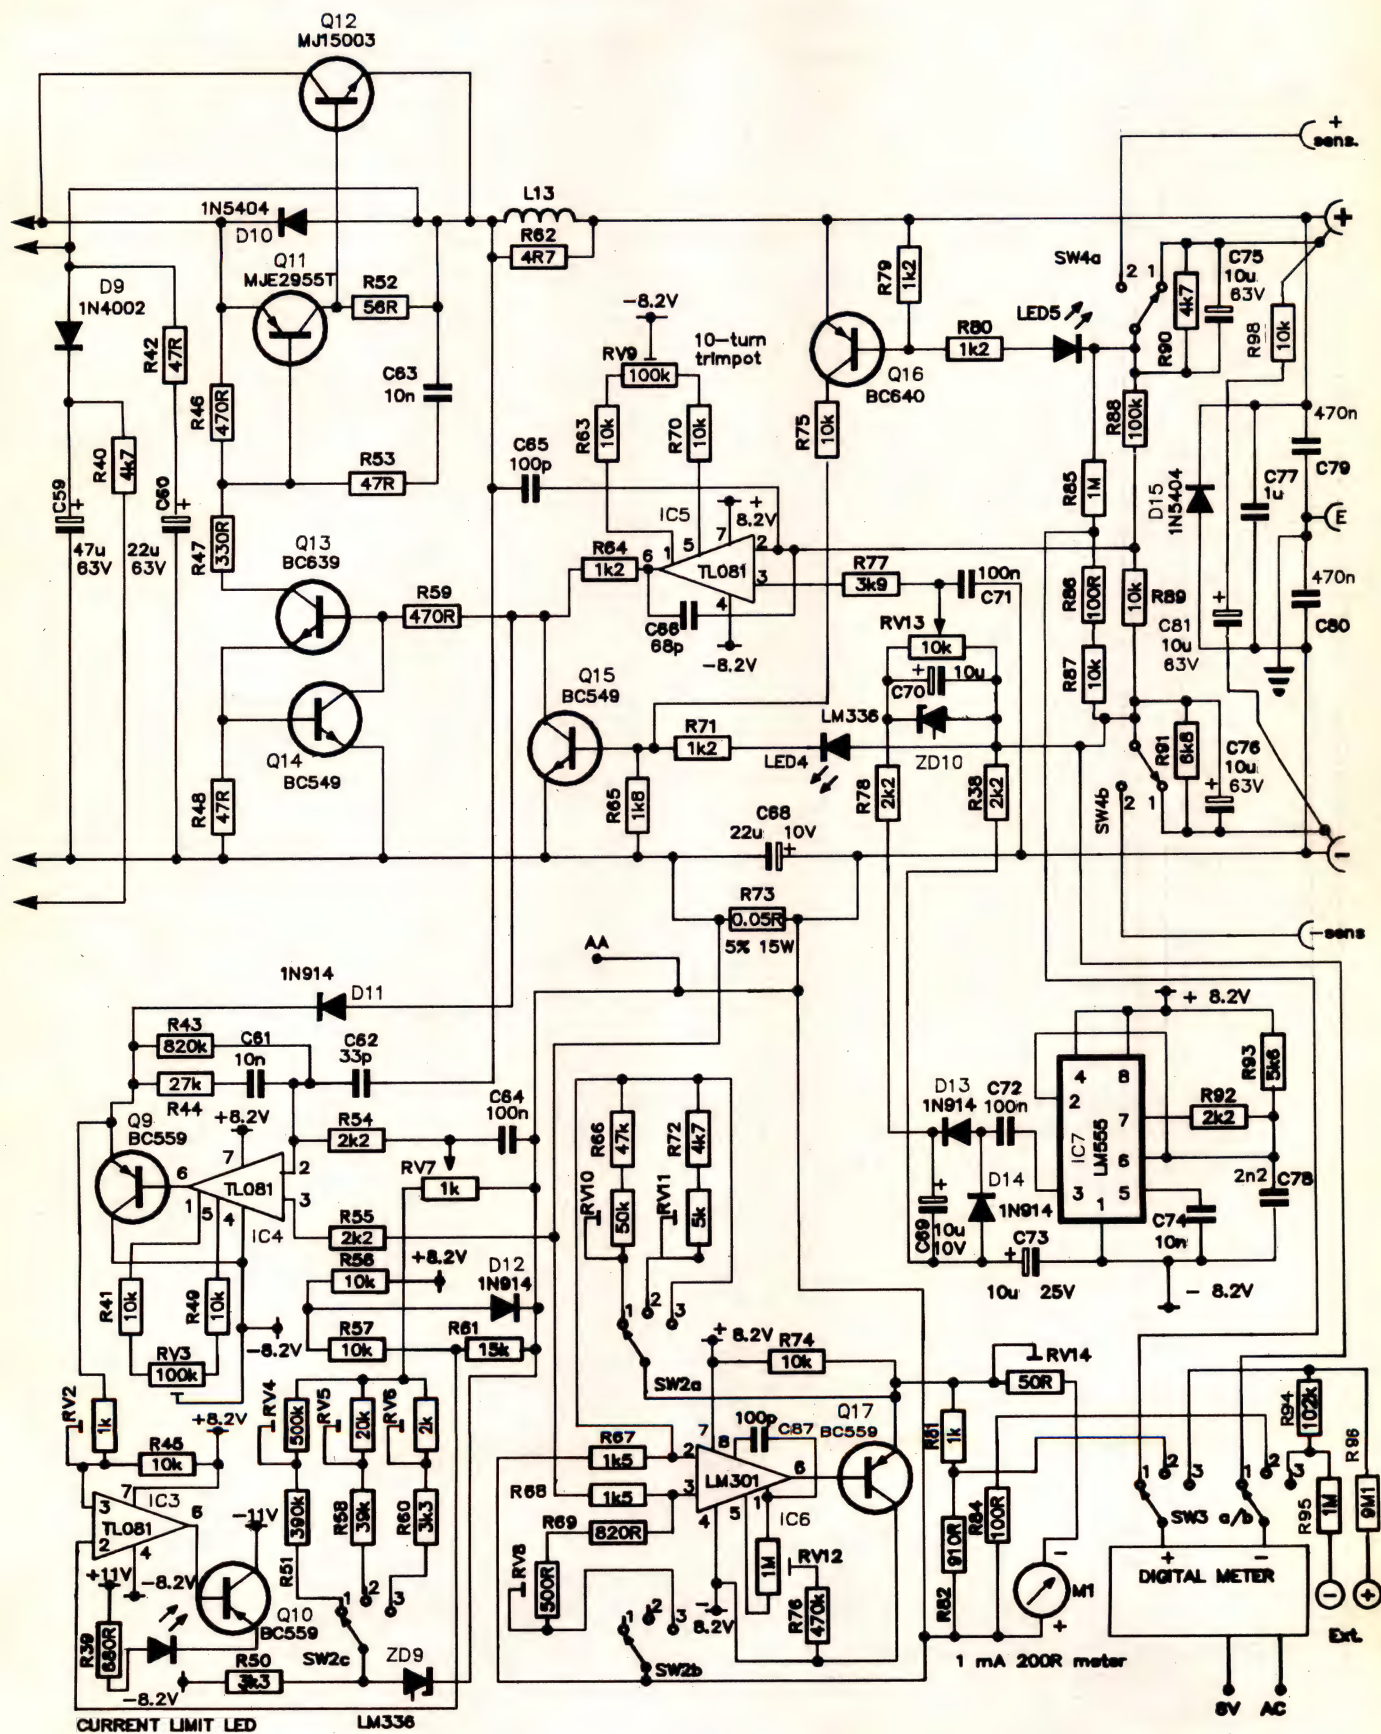 Q12
MJ15003
+
sens.
L13
1N5404
D10
R62
4R7
+
Q11
MJE2955T
R52
56R
D9
1N4002
R42
47R
-8.2V
RV9
100k
10-turn
trimpot
R79
1k2
SW4a
2
1
LED5
R80
1k2
R90
4k7
C75
10u
63V
R98
10k
C63
10n
Q16
BC640
R46
470R
R63
10k
R70
10k
R75
10k
R88
100k
470n
C79
C65
100p
R40
4k7
R53
47R
R85
1M
D15
1N5404
C77
1u
C59
+
47u
63V
C60
+
22u
63V
R47
330R
Q13
BC639
IC5
+
8.2V
7
5
1
6
2
3
4
TL081
R64
1k2
E
R59
470R
R77
3k9
100n
C71
R86
100R
10k
R89
470n
C80
C66
68p
-8.2V
RV13
10k
C81
+
10u
63V
+
C70
10u
R87
10k
Q15
BC549
LM336
Q14
BC549
R71
1k2
LED4
ZD10
R91
6k8
C76
10u
63V
+
R48
47R
R65
1k8
R78
2k2
R38
2k2
SW4b
2
1
C68
22u
10V
+
-
R73
0.05R
5% 15W
AA
- sens
1N914
D11
+ 8.2V
R43
820k
C61
10n
C62
33p
27k
R44
C64
100n
R93
5k6
D13
1N914
C72
100n
4
8
2
7
6
3
5
1
IC7
LM555
R92
2k2
2n2
C78
Q9
BC559
+8.2V
R54
2k2
RV7
1k
R66
47k
R72
4k7
7
6
2
3
1
5
4
TL081
IC4
RV10
50k
RV11
5k
D14
1N914
+
C69
10u
10V
C74
10n
R55
2k2
+
C73
10u
25V
- 8.2V
R56
10k
+8.2V
D12
1N914
R41
10k
R49
10k
R57
10k
R61
15k
-8.2V
RV3
100k
1
2
3
SW2a
+
8.2V
R74
10k
RV14
50R
RV2
1k
+8.2V
RV4
500k
RV5
20k
RV6
2k
R45
10k
100p
C87
Q17
BC559
R81
1k
R94
102k
R96
9M1
R67
1k5
R68
1k5
7
8
2
3
6
4
5
1
LM301
IC6
1
2
3
1
2
3
SW3 a/b
R95
1M
IC3
7
3
6
2
4
TL081
-11V
R51
390k
R58
39k
R60
3k3
R69
820R
R84
100R
+11V
-8.2V
RV8
500R
1M
RV12
910R
R82
-
M1
+
+
-
DIGITAL METER
-
+
Ext.
Q10
BC559
R39
680R
1
2
3
SW2c
ZD9
1
2
3
SW2b
-
8.2V
R76
470k
1 mA 200R meter
R50
3k3
-8.2V
8V
AC
CURRENT LIMIT LED
LM336